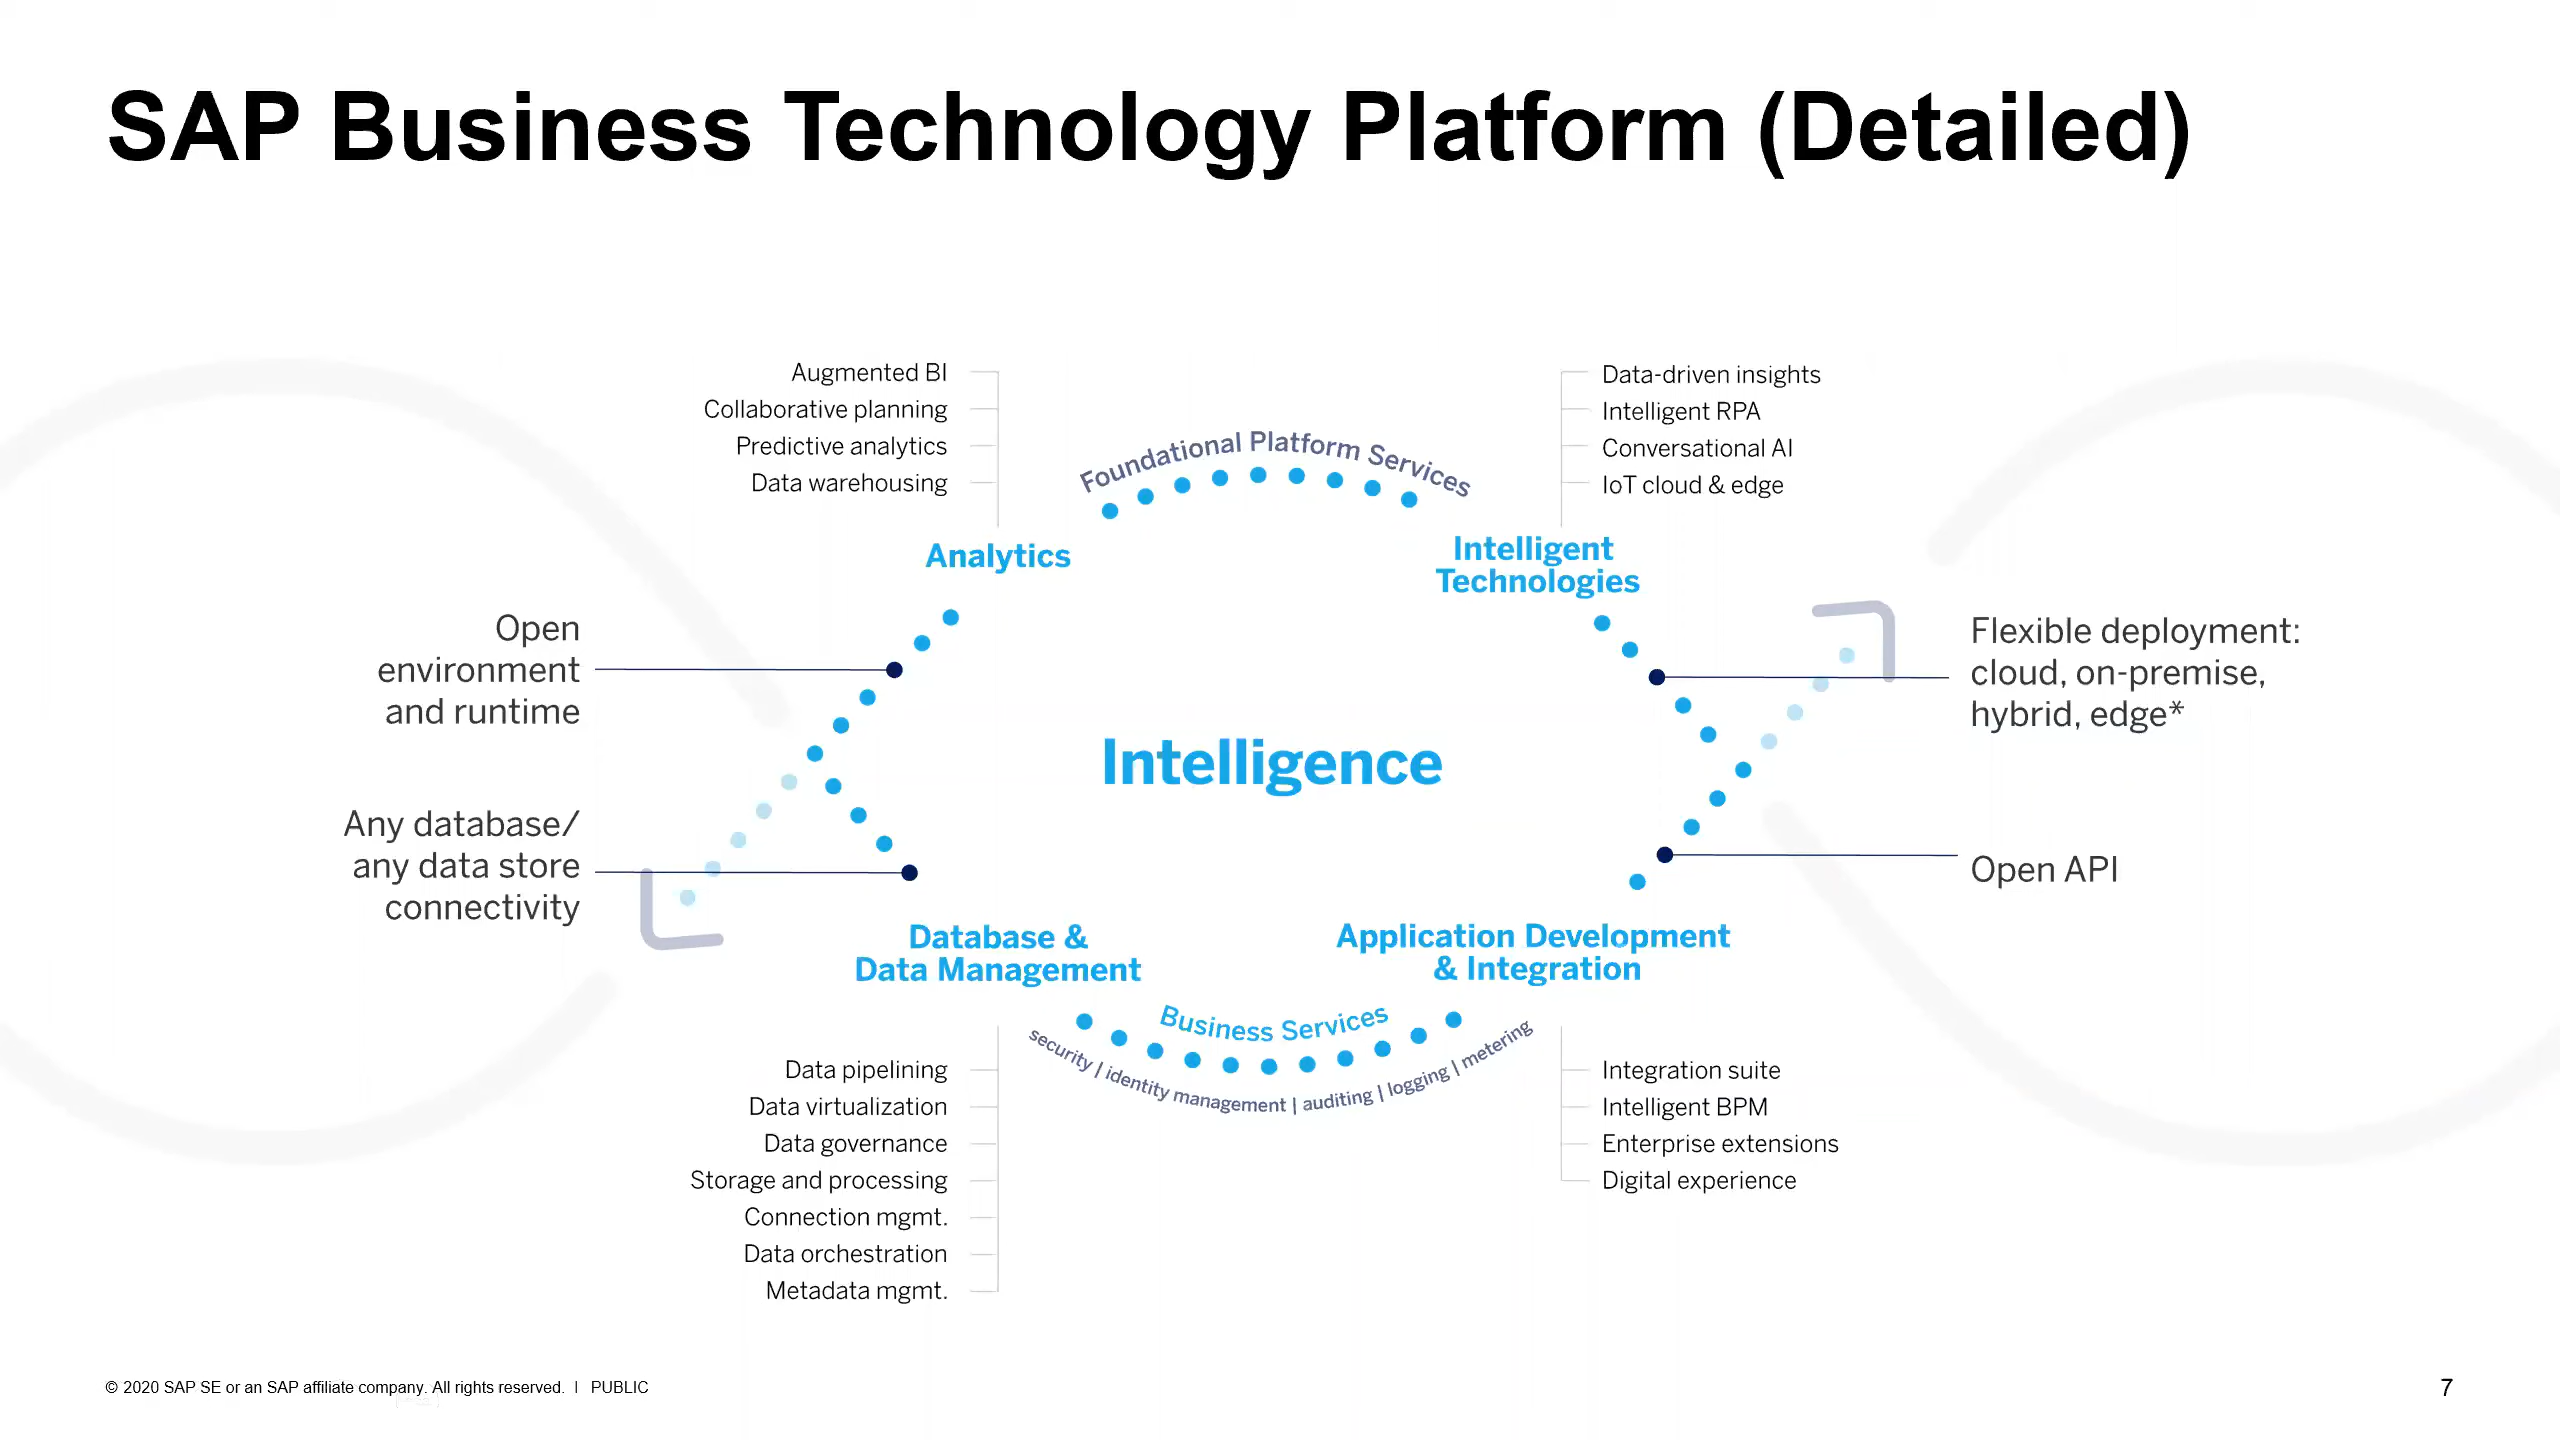 SAP Business Technology Platform (Detailed)
Augmented BI
Collaborative planning
Predictive analytics
Data warehousing
Foundational Platform Services
Data-driven insights
Intelligent RPA
Conversational AI
IoT cloud & edge
Analytics
Intelligent
Technologies
Open
environment
and runtime
Flexible deployment:
cloud, on-premise,
hybrid, edge*
Intelligence
Any database/
any data store
connectivity
Open API
Database &
Data Management
Application Development
& Integration
Business Services
security | identity management | auditing | logging | metering
Data pipelining
Data virtualization
Data governance
Storage and processing
Connection mgmt.
Data orchestration
Metadata mgmt.
Integration suite
Intelligent BPM
Enterprise extensions
Digital experience
© 2020 SAP SE or an SAP affiliate company. All rights reserved. | PUBLIC
7